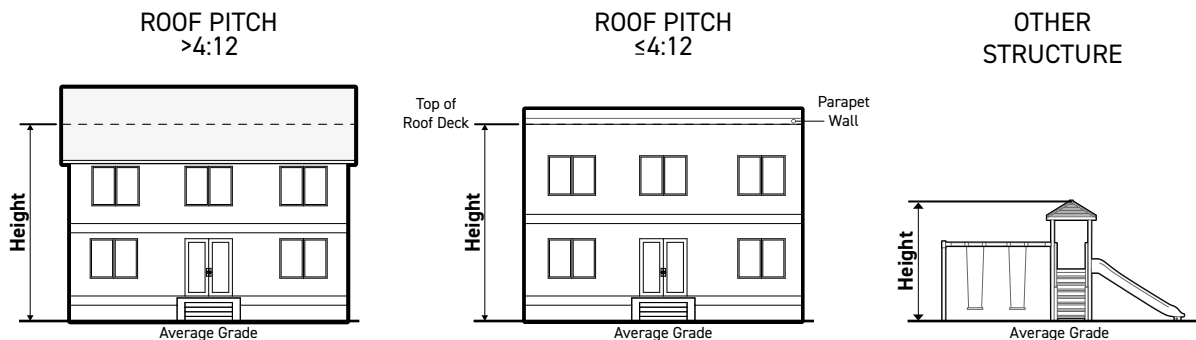 ROOF PITCH
>4:12
Height
Average Grade
ROOF PITCH
≤4:12
Top of
Roof Deck
Parapet
Wall
Height
Average Grade
OTHER
STRUCTURE
Height
Average Grade